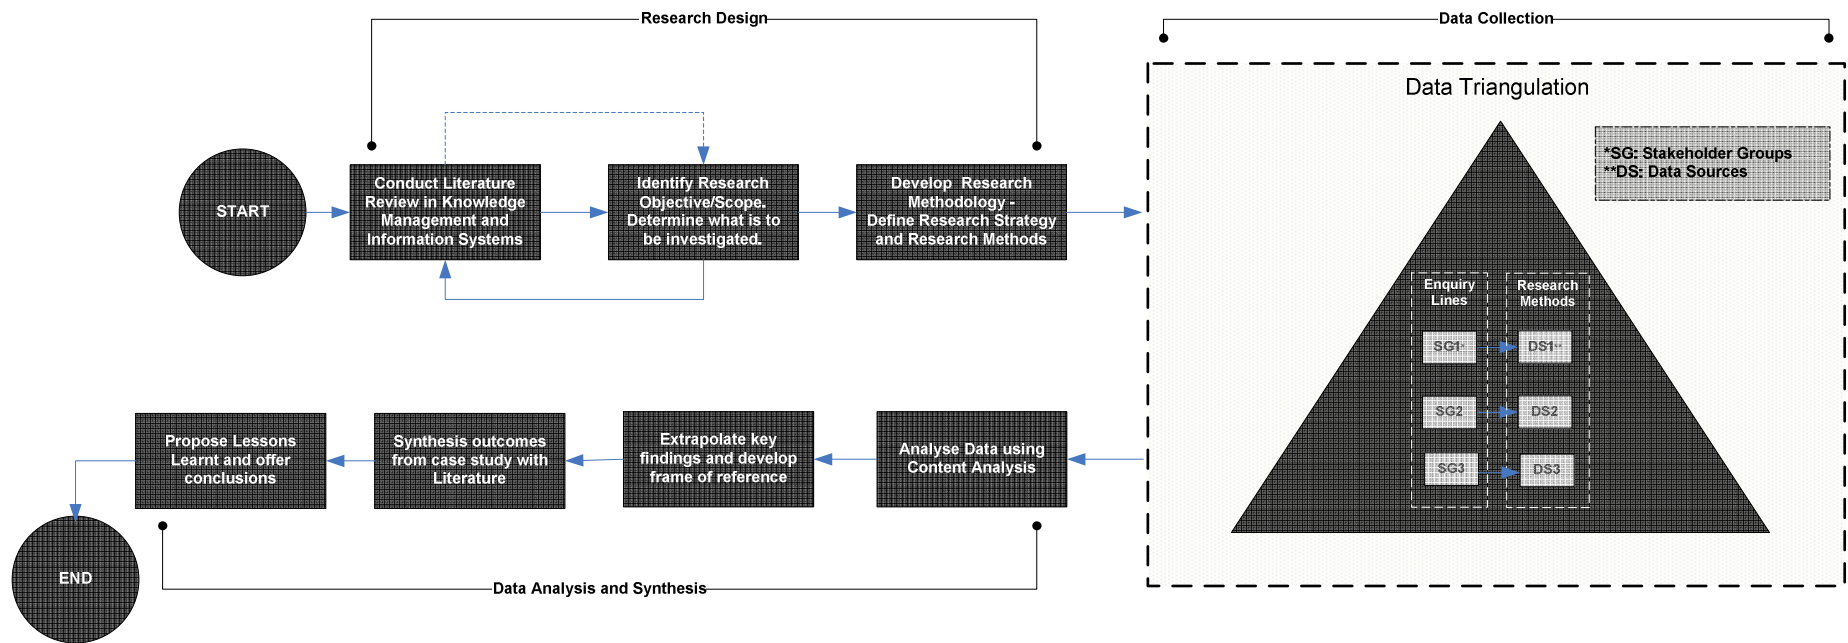 Research Design
Data Collection
Data Triangulation
*SG: Stakeholder Groups
**DS: Data Sources
START
Conduct Literature
Review in Knowledge
Management and
Information Systems
Identify Research
Objective/Scope.
Determine what is to
be investigated.
Develop Research
Methodology -
Define Research Strategy
and Research Methods
Enquiry
Lines
Research
Methods
SG1*
DS1**
SG2
DS2
SG3
DS3
Analyse Data using
Content Analysis
Extrapolate key
findings and develop
frame of reference
Synthesis outcomes
from case study with
Literature
Propose Lessons
Learnt and offer
conclusions
END
Data Analysis and Synthesis